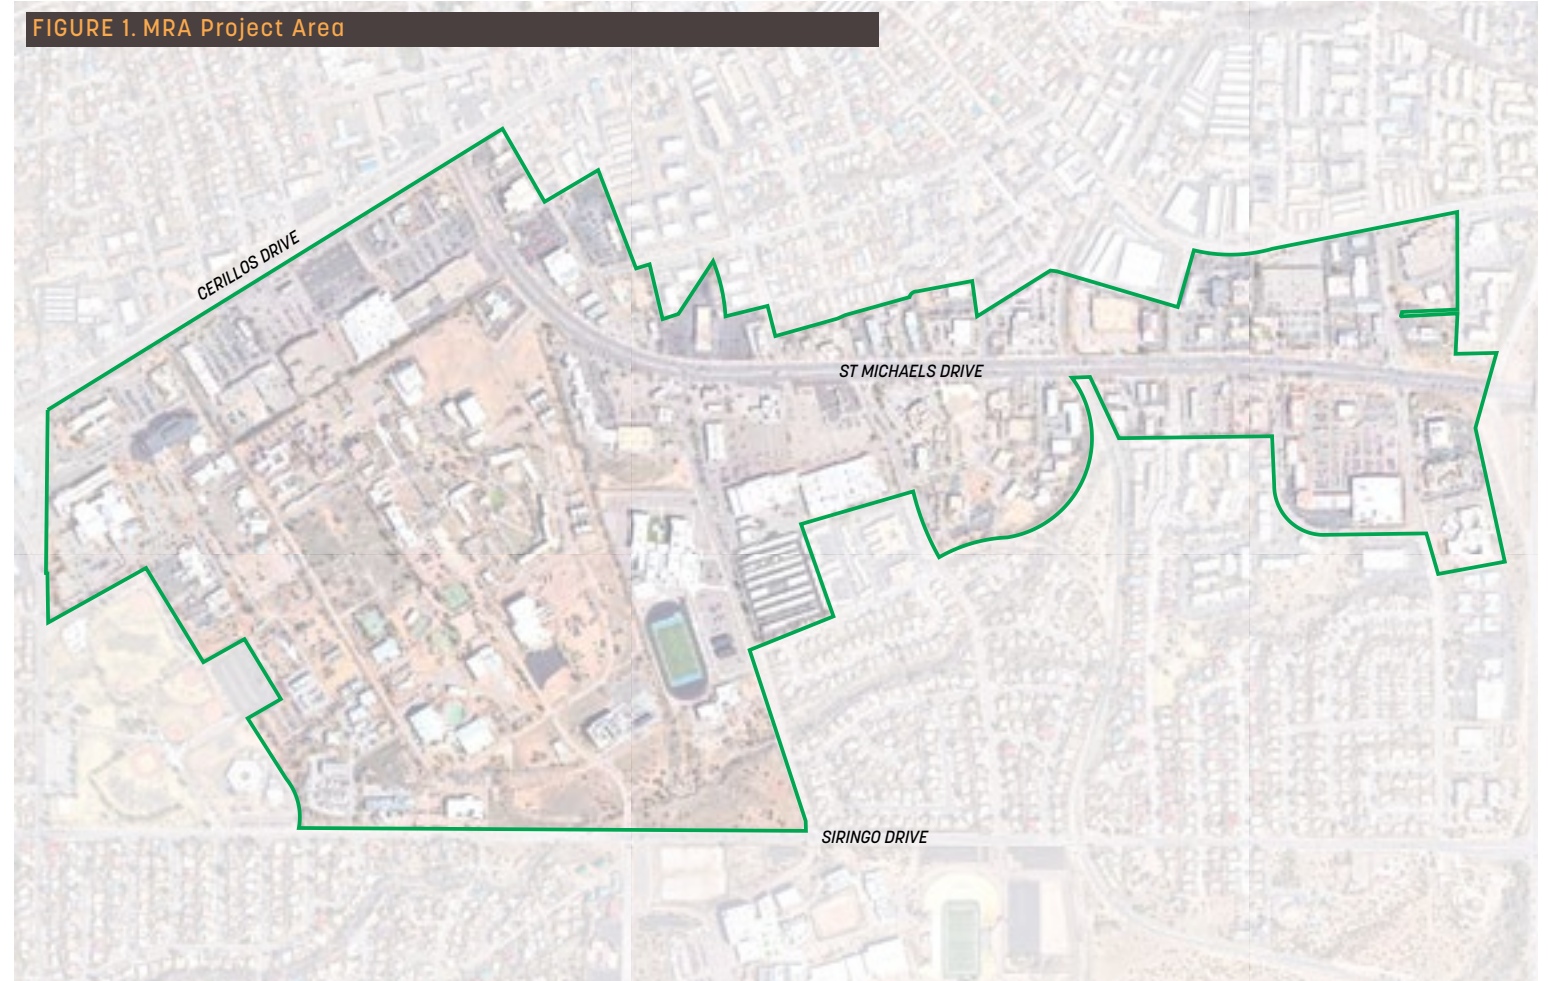 FIGURE 1. MRA Project Area
CERILLOS DRIVE
ST MICHAELS DRIVE
SIRINGO DRIVE